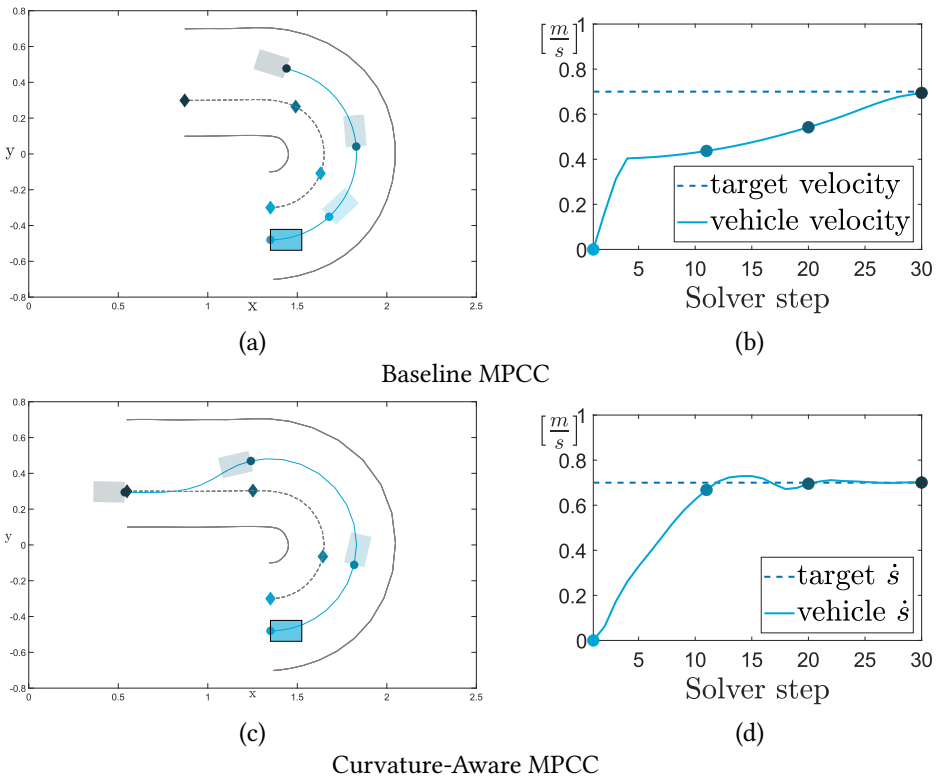 0.8
0.6
0.4
0.2
y 0
-0.2
-0.4
-0.6
-0.8
0 0.5 1 1.5 2 2.5
x
(a)
[m/s]
1
0.8
0.6
0.4
0.2
0
target velocity
vehicle velocity
5 10 15 20 25 30
Solver step
(b)
Baseline MPCC
0.8
0.6
0.4
0.2
y 0
-0.2
-0.4
-0.6
-0.8
0 0.5 1 1.5 2 2.5
x
(c)
[m/s]
1
0.8
0.6
0.4
0.2
0
target ṡ
vehicle ṡ
5 10 15 20 25 30
Solver step
(d)
Curvature-Aware MPCC